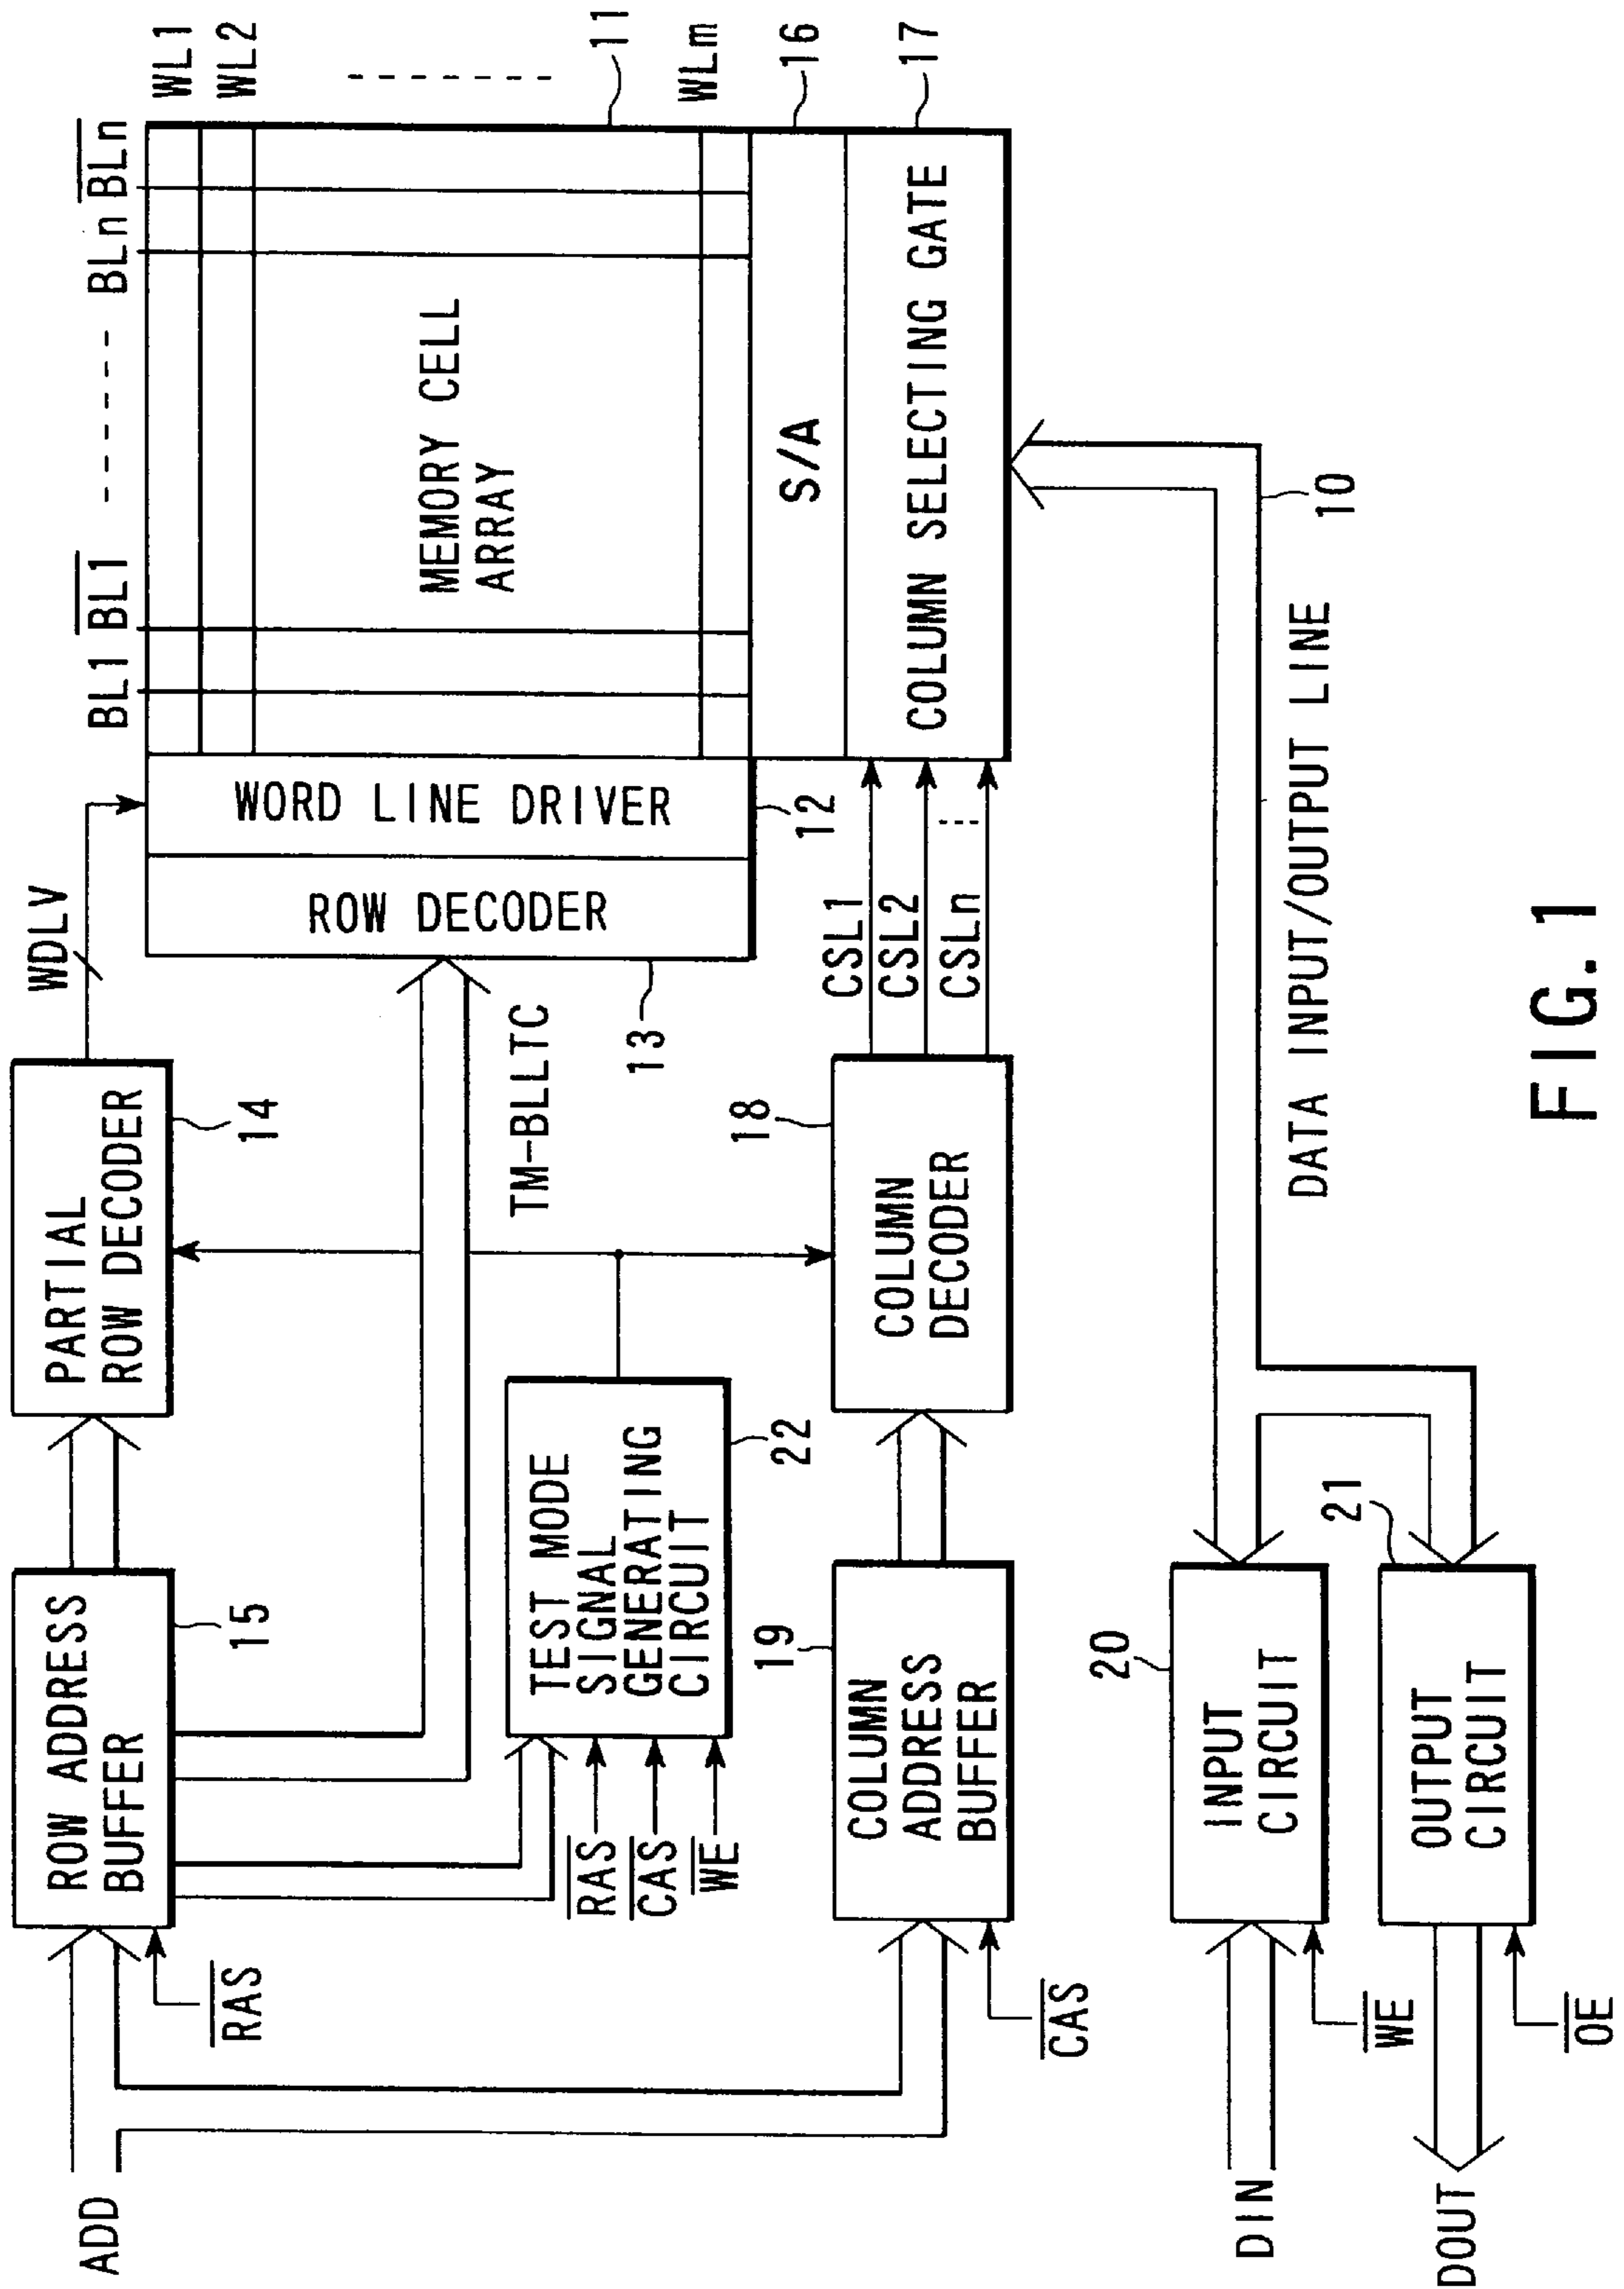 ADD
ROW ADDRESS
BUFFER
15
RAS
PARTIAL
ROW DECODER
14
WDLV
BL1
BL1
BLn
BLn
WL1
WL2
WLm
11
MEMORY CELL
ARRAY
WORD LINE DRIVER
12
ROW DECODER
13
S/A
16
COLUMN SELECTING GATE
17
TM-BLLTC
TEST MODE
SIGNAL
GENERATING
CIRCUIT
22
RAS
CAS
WE
COLUMN
ADDRESS
BUFFER
19
CAS
COLUMN
DECODER
18
CSL1
CSL2
CSLn
10
DATA INPUT/OUTPUT LINE
DIN
INPUT
CIRCUIT
20
WE
DOUT
OUTPUT
CIRCUIT
21
OE
FIG. 1